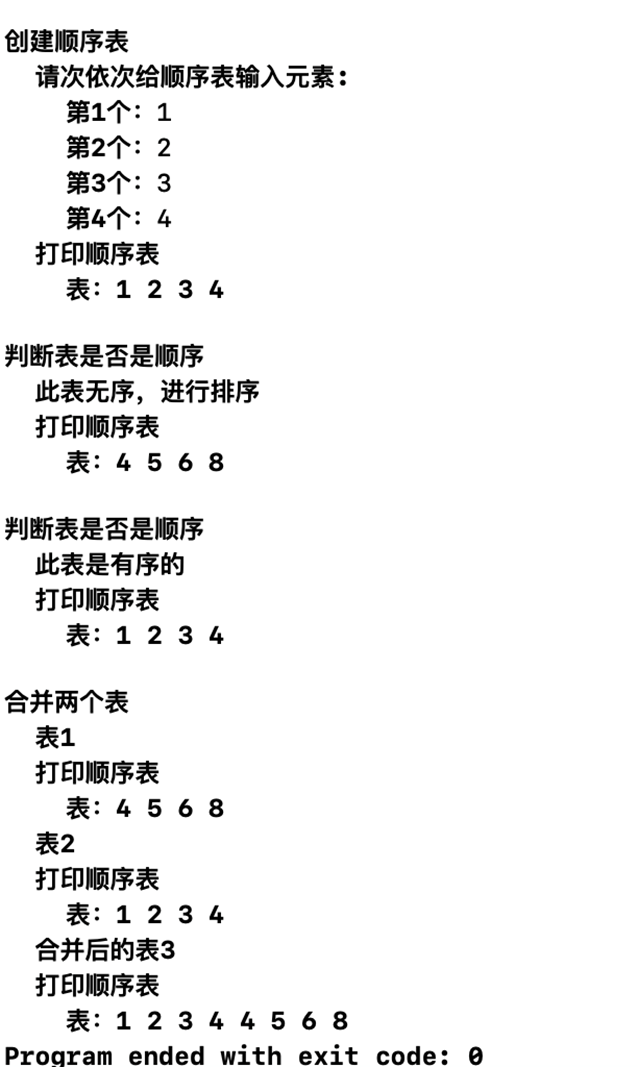 创建顺序表
请次依次给顺序表输入元素:
第1个: 1
第2个: 2
第3个: 3
第4个: 4
打印顺序表
表: 1 2 3 4
判断表是否是顺序
此表无序, 进行排序
打印顺序表
表: 4 5 6 8
判断表是否是顺序
此表是有序的
打印顺序表
表: 1 2 3 4
合并两个表
表1
打印顺序表
表: 4 5 6 8
表2
打印顺序表
表: 1 2 3 4
合并后的表3
打印顺序表
表: 1 2 3 4 4 5 6 8
Program ended with exit code: 0